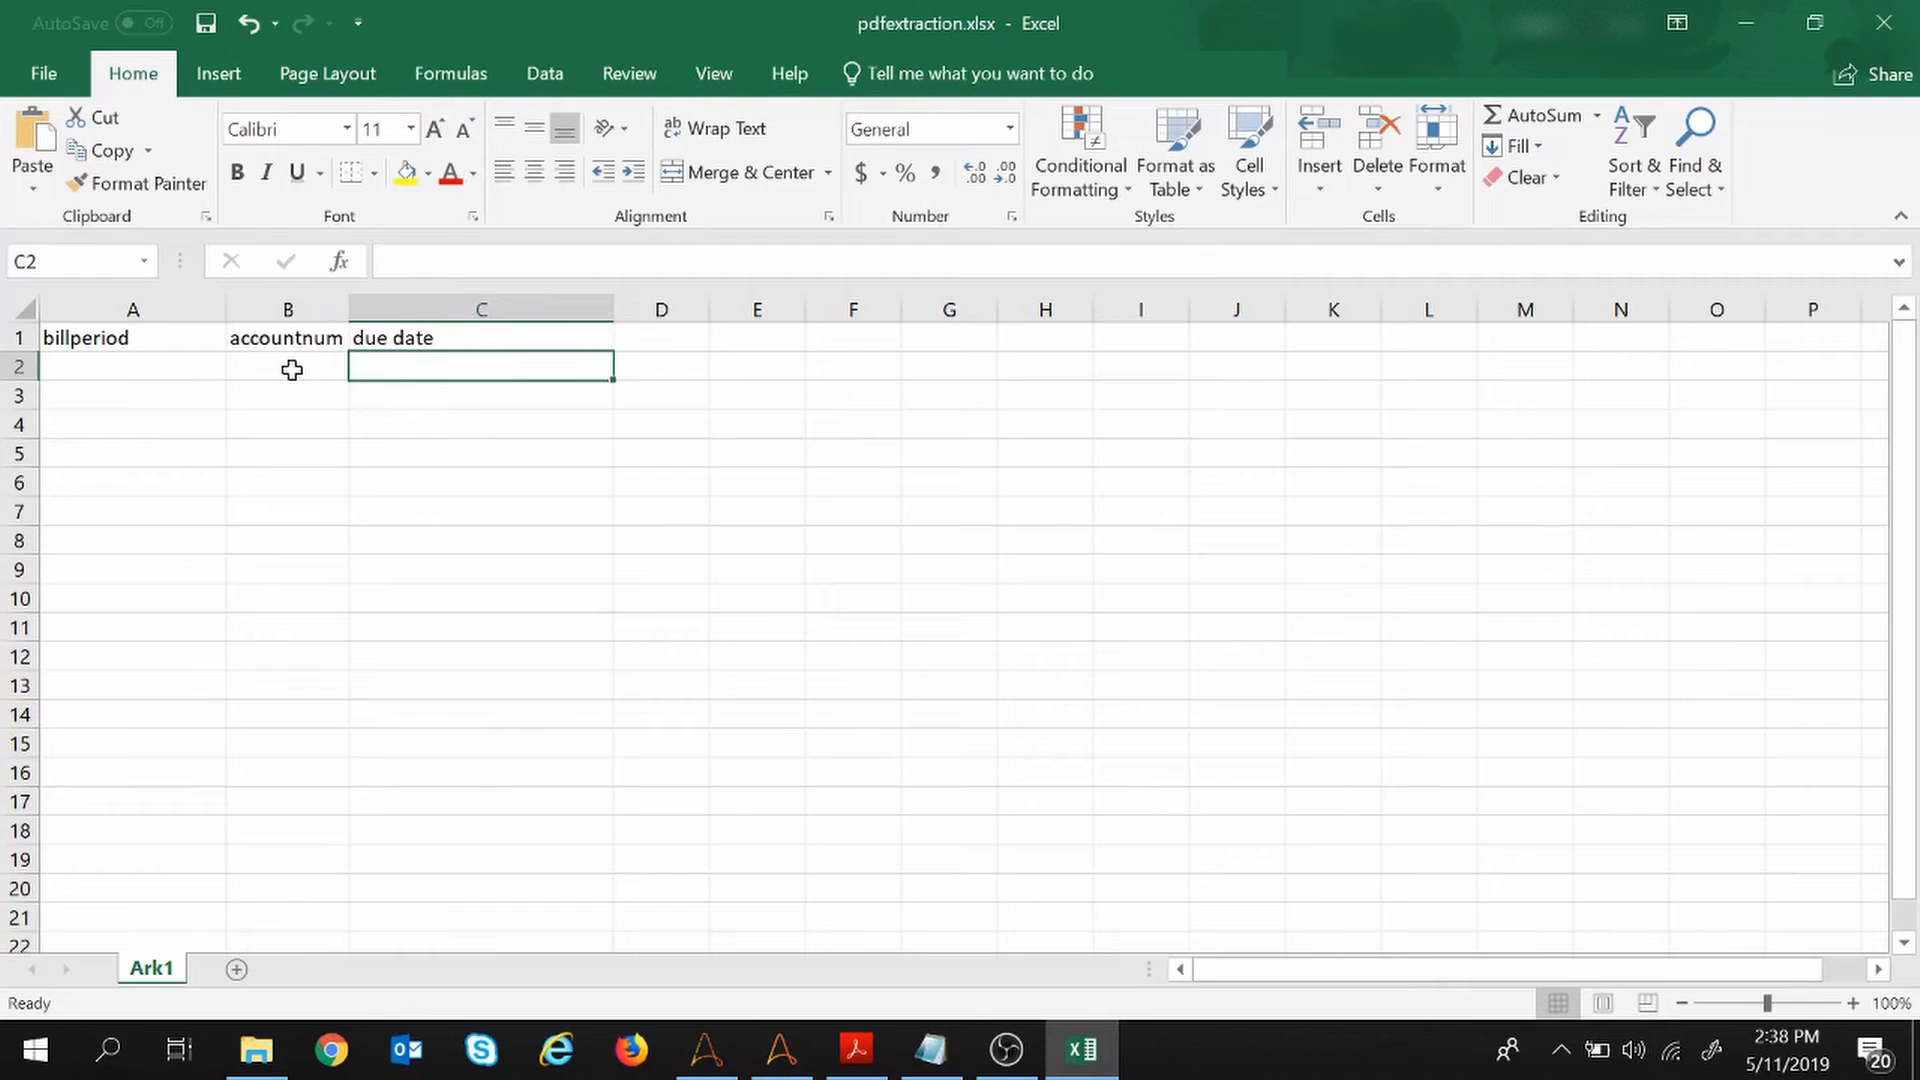 AutoSave Off
pdfextraction.xlsx - Excel
File Home Insert Page Layout Formulas Data Review View Help Tell me what you want to do Share
Paste
Cut
Copy
Format Painter
Clipboard
Calibri 11
B I U
Font
Wrap Text
Merge & Center
Alignment
General
$ % ,
Number
Conditional Formatting
Format as Table
Cell Styles
Styles
Insert Delete Format
Cells
AutoSum
Fill
Clear
Sort & Filter
Find & Select
Editing
C2 fx
A B C D E F G H I J K L M N O P
1 billperiod accountnum due date
2
3
4
5
6
7
8
9
10
11
12
13
14
15
16
17
18
19
20
21
22
Ark1
Ready 100%
2:38 PM
5/11/2019
20